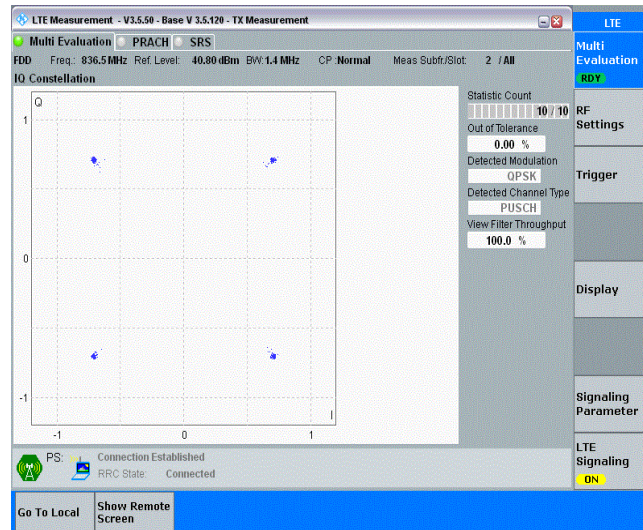 LTE Measurement - V3.5.50 - Base V 3.5.120 - TX Measurement
LTE
Multi Evaluation PRACH SRS
Multi
Evaluation
RDY
FDD Freq.: 836.5 MHz Ref. Level: 40.80 dBm BW: 1.4 MHz CP: Normal Meas Subfr./Slot: 2 / All
IQ Constellation
Q
1
0
-1
-1 0 1
I
Statistic Count
10 / 10
Out of Tolerance
0.00 %
Detected Modulation
QPSK
Detected Channel Type
PUSCH
View Filter Throughput
100.0 %
RF
Settings
Trigger
Display
Signaling
Parameter
LTE
Signaling
ON
PS: Connection Established
RRC State: Connected
Go To Local
Show Remote
Screen